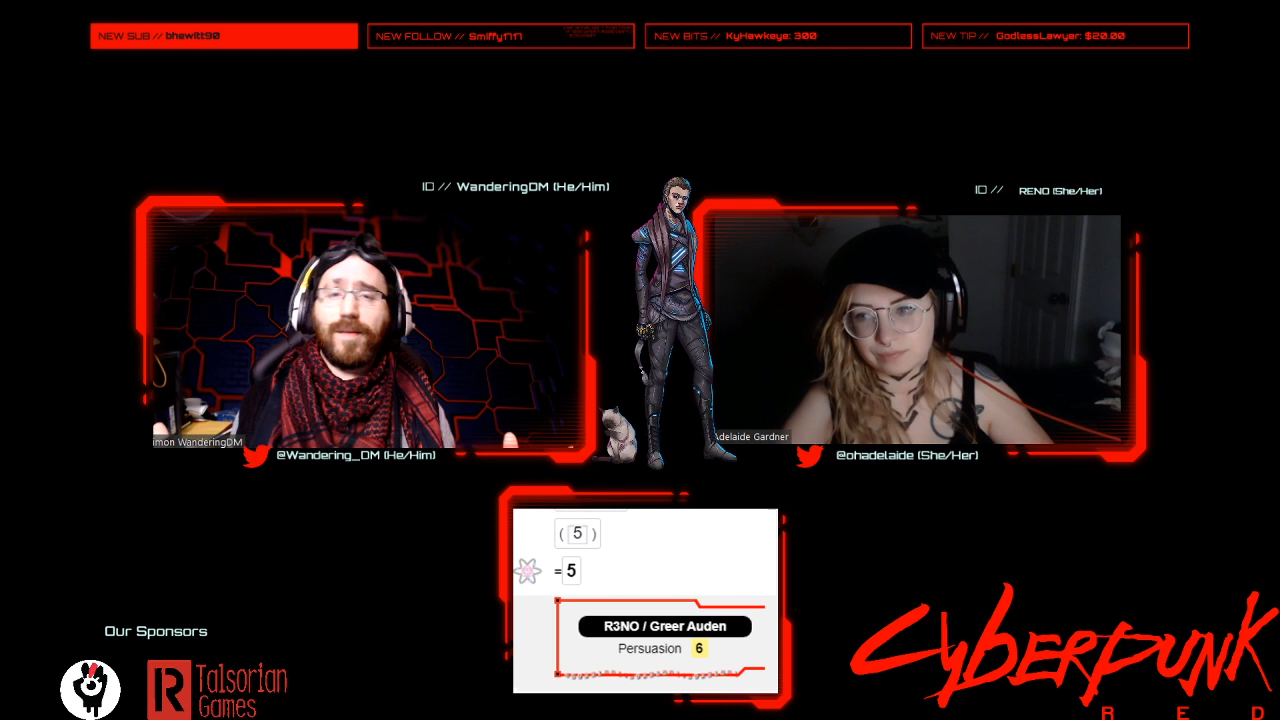 NEW SUB // bhewitt90
NEW FOLLOW // Smiffy1717
NEW BITS // KyHawkeye: 300
NEW TIP // GodlessLawyer: $20.00
ID // WanderingDM (He/Him)
ID // RENO (She/Her)
imon WanderingDM
Adelaide Gardner
@Wandering_DM (He/Him)
@ohadelaide (She/Her)
( 5 )
=5
R3NO / Greer Auden
Persuasion 6
Our Sponsors
R Talsorian
Games
Cyberpunk
RED